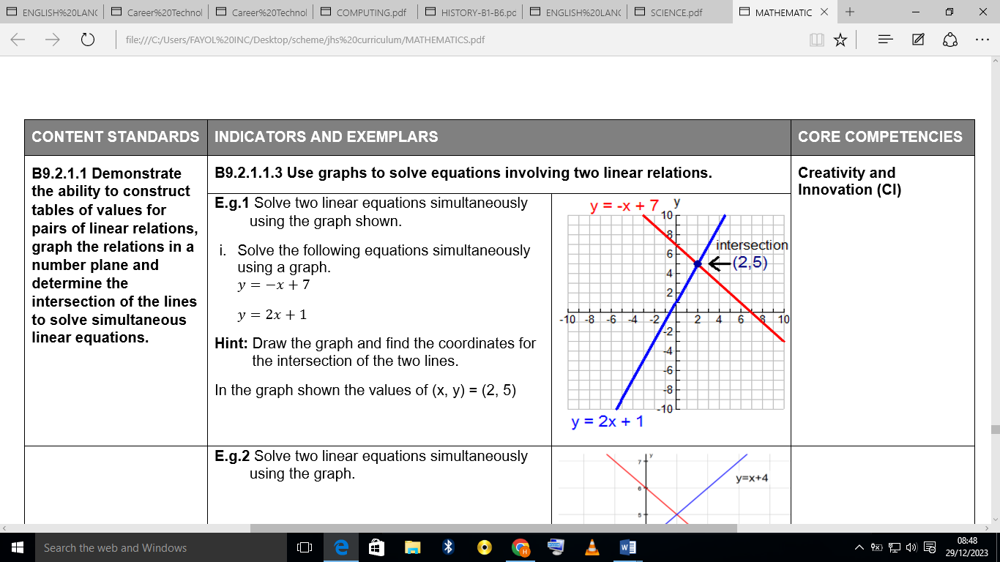 ENGLISH%20LANG
Career%20Technol
Career%20Technol
COMPUTING.pdf
HISTORY-B1-B6.pd
ENGLISH%20LANG
SCIENCE.pdf
MATHEMATIC
file:///C:/Users/FAYOL%20INC/Desktop/scheme/jhs%20curriculum/MATHEMATICS.pdf
CONTENT STANDARDS
INDICATORS AND EXEMPLARS
CORE COMPETENCIES
B9.2.1.1 Demonstrate
the ability to construct
tables of values for
pairs of linear relations,
graph the relations in a
number plane and
determine the
intersection of the lines
to solve simultaneous
linear equations.
B9.2.1.1.3 Use graphs to solve equations involving two linear relations.
E.g.1 Solve two linear equations simultaneously
using the graph shown.
i. Solve the following equations simultaneously
using a graph.
y = −x + 7
y = 2x + 1
Hint: Draw the graph and find the coordinates for
the intersection of the two lines.
In the graph shown the values of (x, y) = (2, 5)
y = -x + 7
y
10
8
6
4
2
-10 -8 -6 -4 -2 2 4 6 8 10
-2
-4
-6
-8
-10
intersection
(2,5)
y = 2x + 1
Creativity and
Innovation (CI)
E.g.2 Solve two linear equations simultaneously
using the graph.
y
7
6
5
y=x+4
Search the web and Windows
08:48
29/12/2023